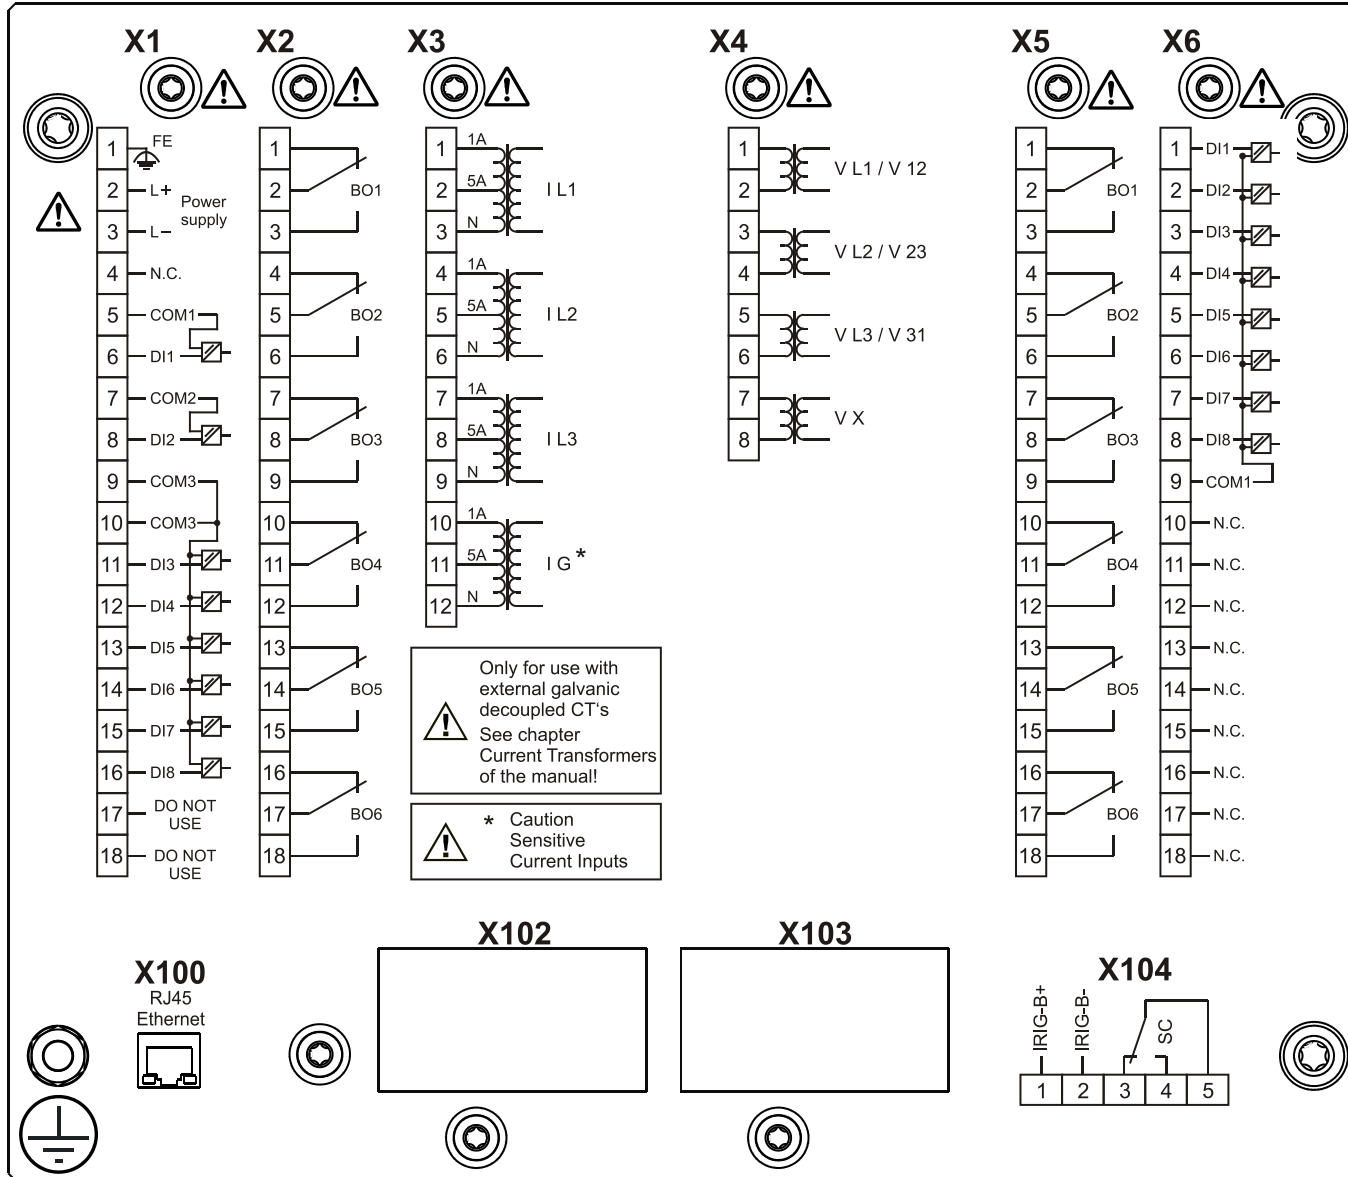 X1
X2
X3
X4
X5
X6
1 FE
2 L+
Power
supply
3 L−
4 N.C.
5 COM1
6 DI1
7 COM2
8 DI2
9 COM3
10 COM3
11 DI3
12 DI4
13 DI5
14 DI6
15 DI7
16 DI8
17 DO NOT
USE
18 DO NOT
USE
1
2 BO1
3
4
5 BO2
6
7
8 BO3
9
10
11 BO4
12
13
14 BO5
15
16
17 BO6
18
1 1A
2 5A I L1
3 N
4 1A
5 5A I L2
6 N
7 1A
8 5A I L3
9 N
10 1A
11 5A I G *
12 N
Only for use with
external galvanic
decoupled CT's
See chapter
Current Transformers
of the manual!
* Caution
Sensitive
Current Inputs
1
V L1 / V 12
2
3
V L2 / V 23
4
5
V L3 / V 31
6
7
V X
8
1
2 BO1
3
4
5 BO2
6
7
8 BO3
9
10
11 BO4
12
13
14 BO5
15
16
17 BO6
18
1 DI1
2 DI2
3 DI3
4 DI4
5 DI5
6 DI6
7 DI7
8 DI8
9 COM1
10 N.C.
11 N.C.
12 N.C.
13 N.C.
14 N.C.
15 N.C.
16 N.C.
17 N.C.
18 N.C.
X100
RJ45
Ethernet
X102
X103
X104
IRIG-B+
IRIG-B-
SC
1 2 3 4 5